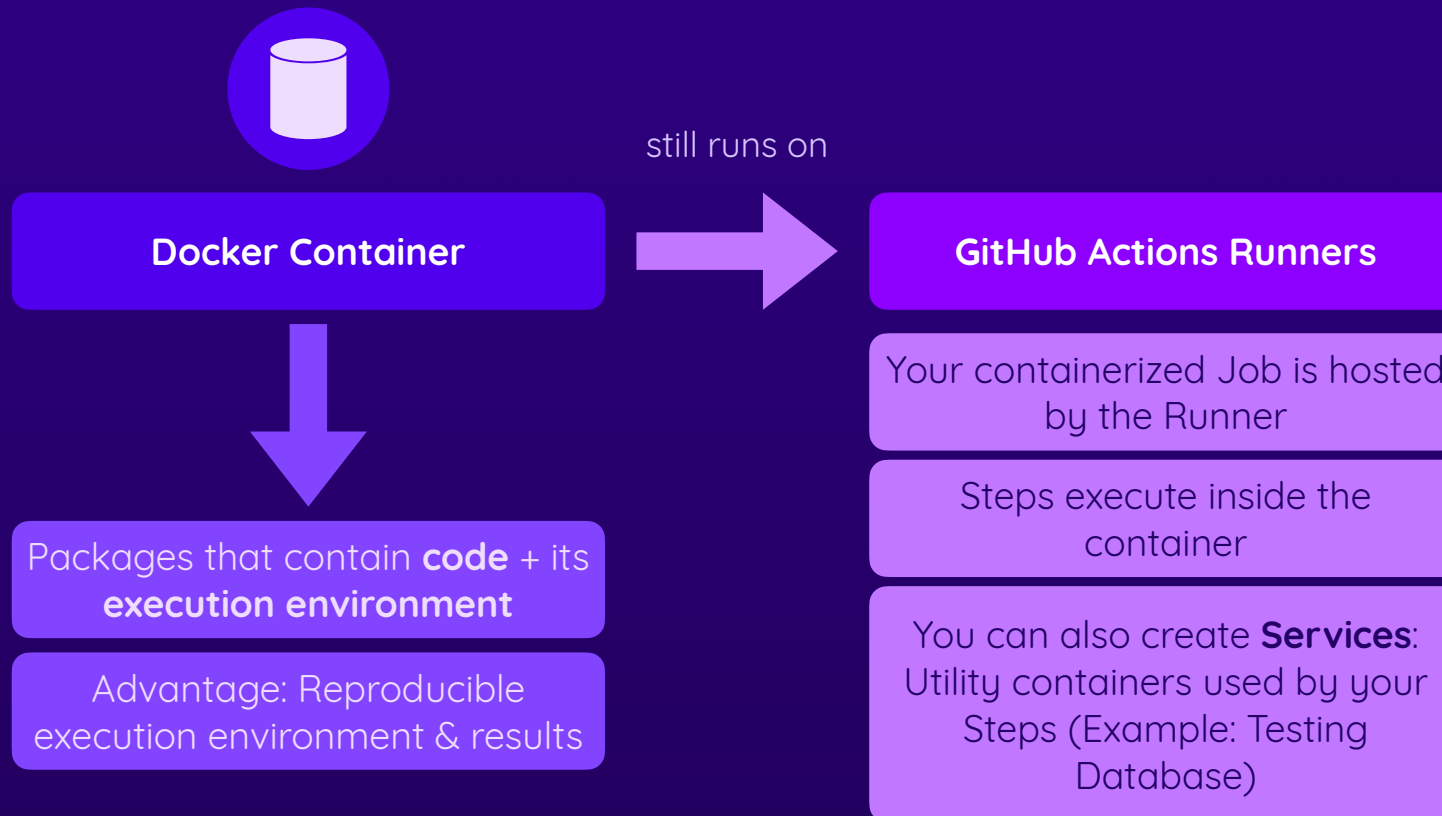 still runs on
Docker Container
GitHub Actions Runners
Packages that contain code + its
execution environment
Advantage: Reproducible
execution environment & results
Your containerized Job is hosted
by the Runner
Steps execute inside the
container
You can also create Services:
Utility containers used by your
Steps (Example: Testing
Database)